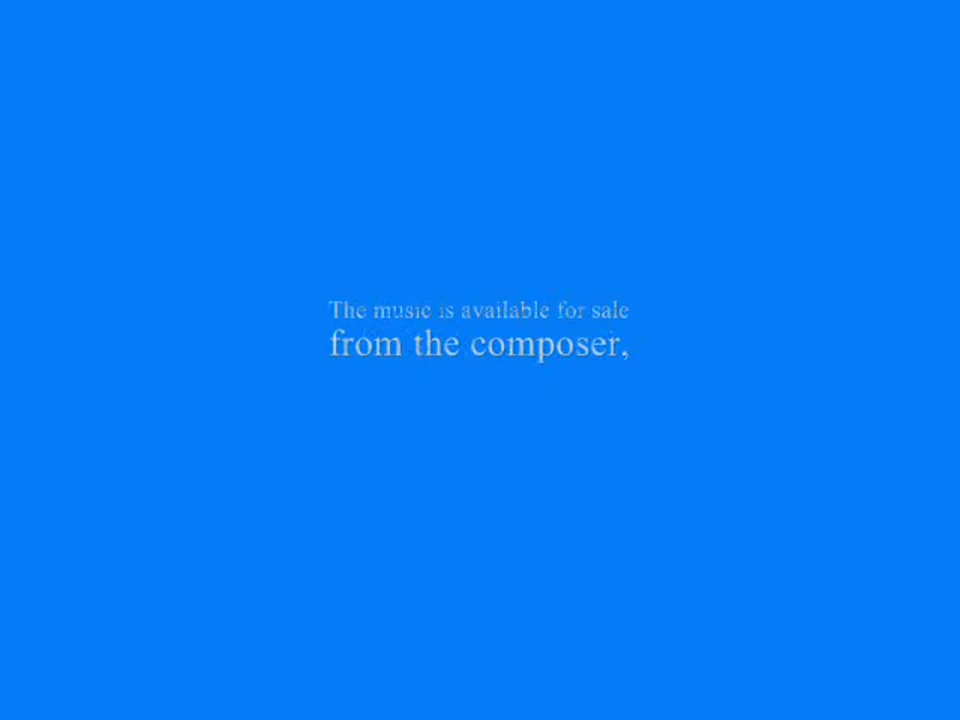 The music is available for sale
from the composer,